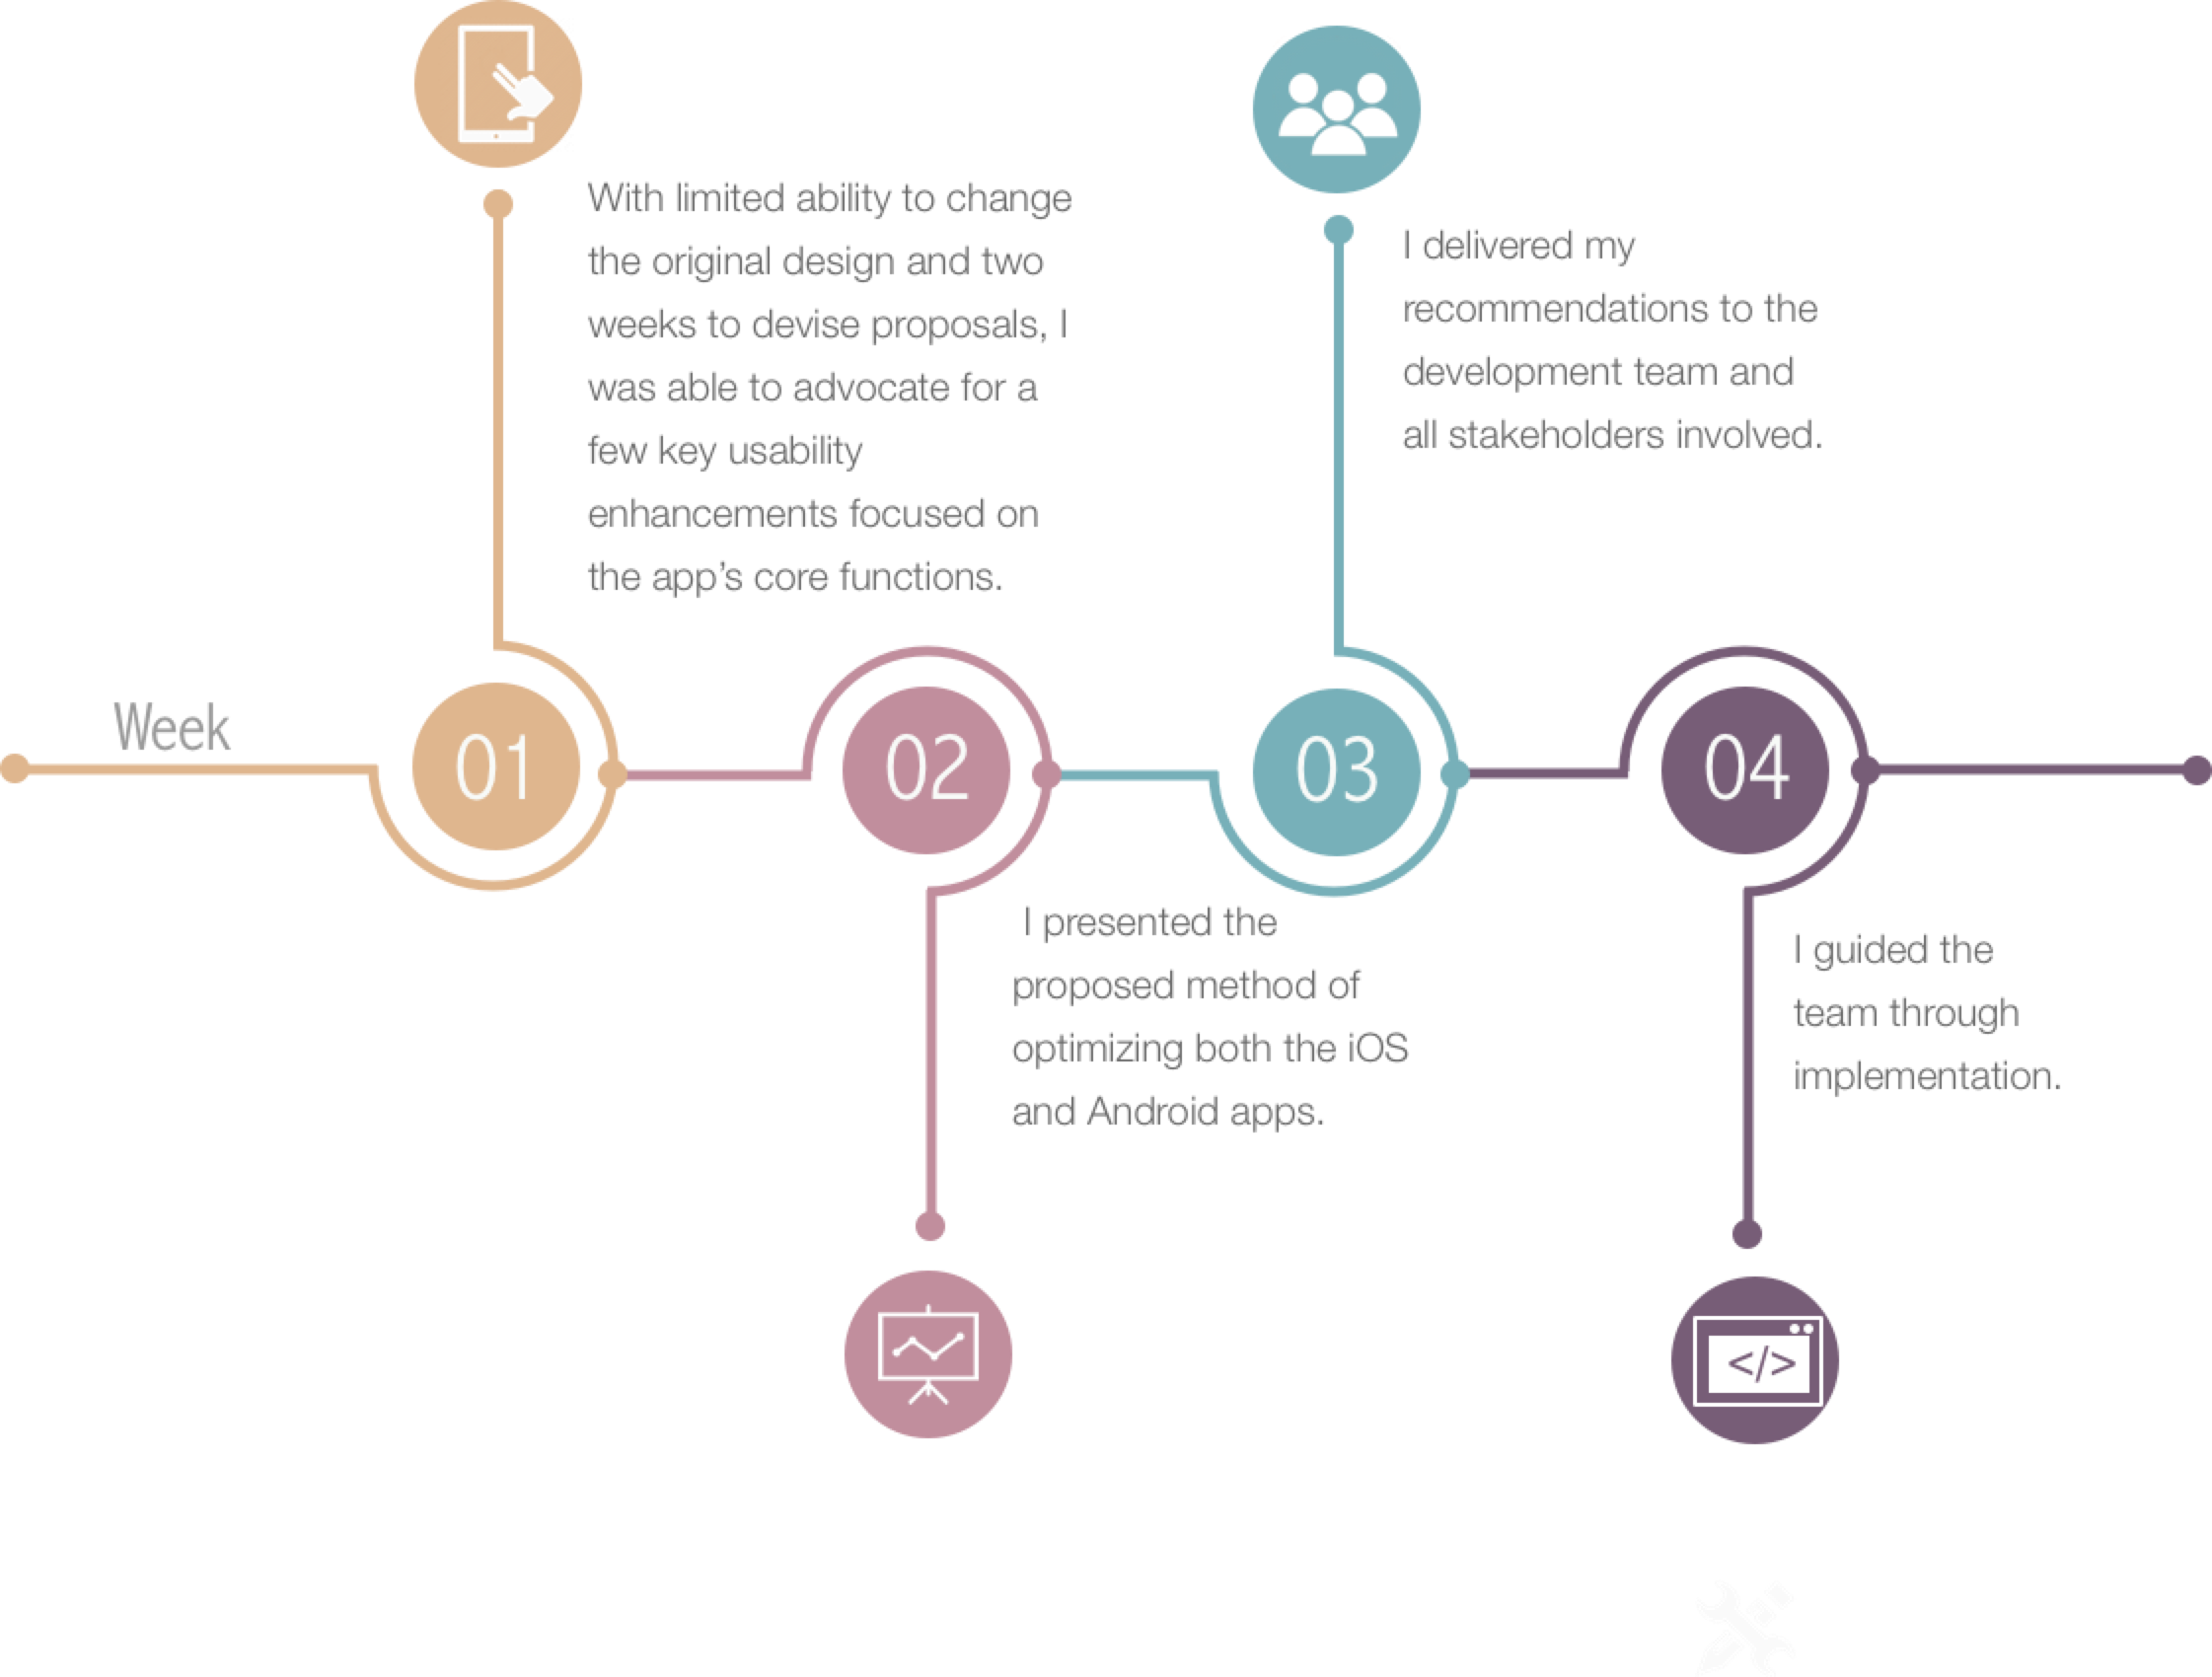 With limited ability to change
the original design and two
weeks to devise proposals, I
was able to advocate for a
few key usability
enhancements focused on
the app’s core functions.
I delivered my
recommendations to the
development team and
all stakeholders involved.
Week
01
02
03
04
I presented the
proposed method of
optimizing both the iOS
and Android apps.
I guided the
team through
implementation.
</>